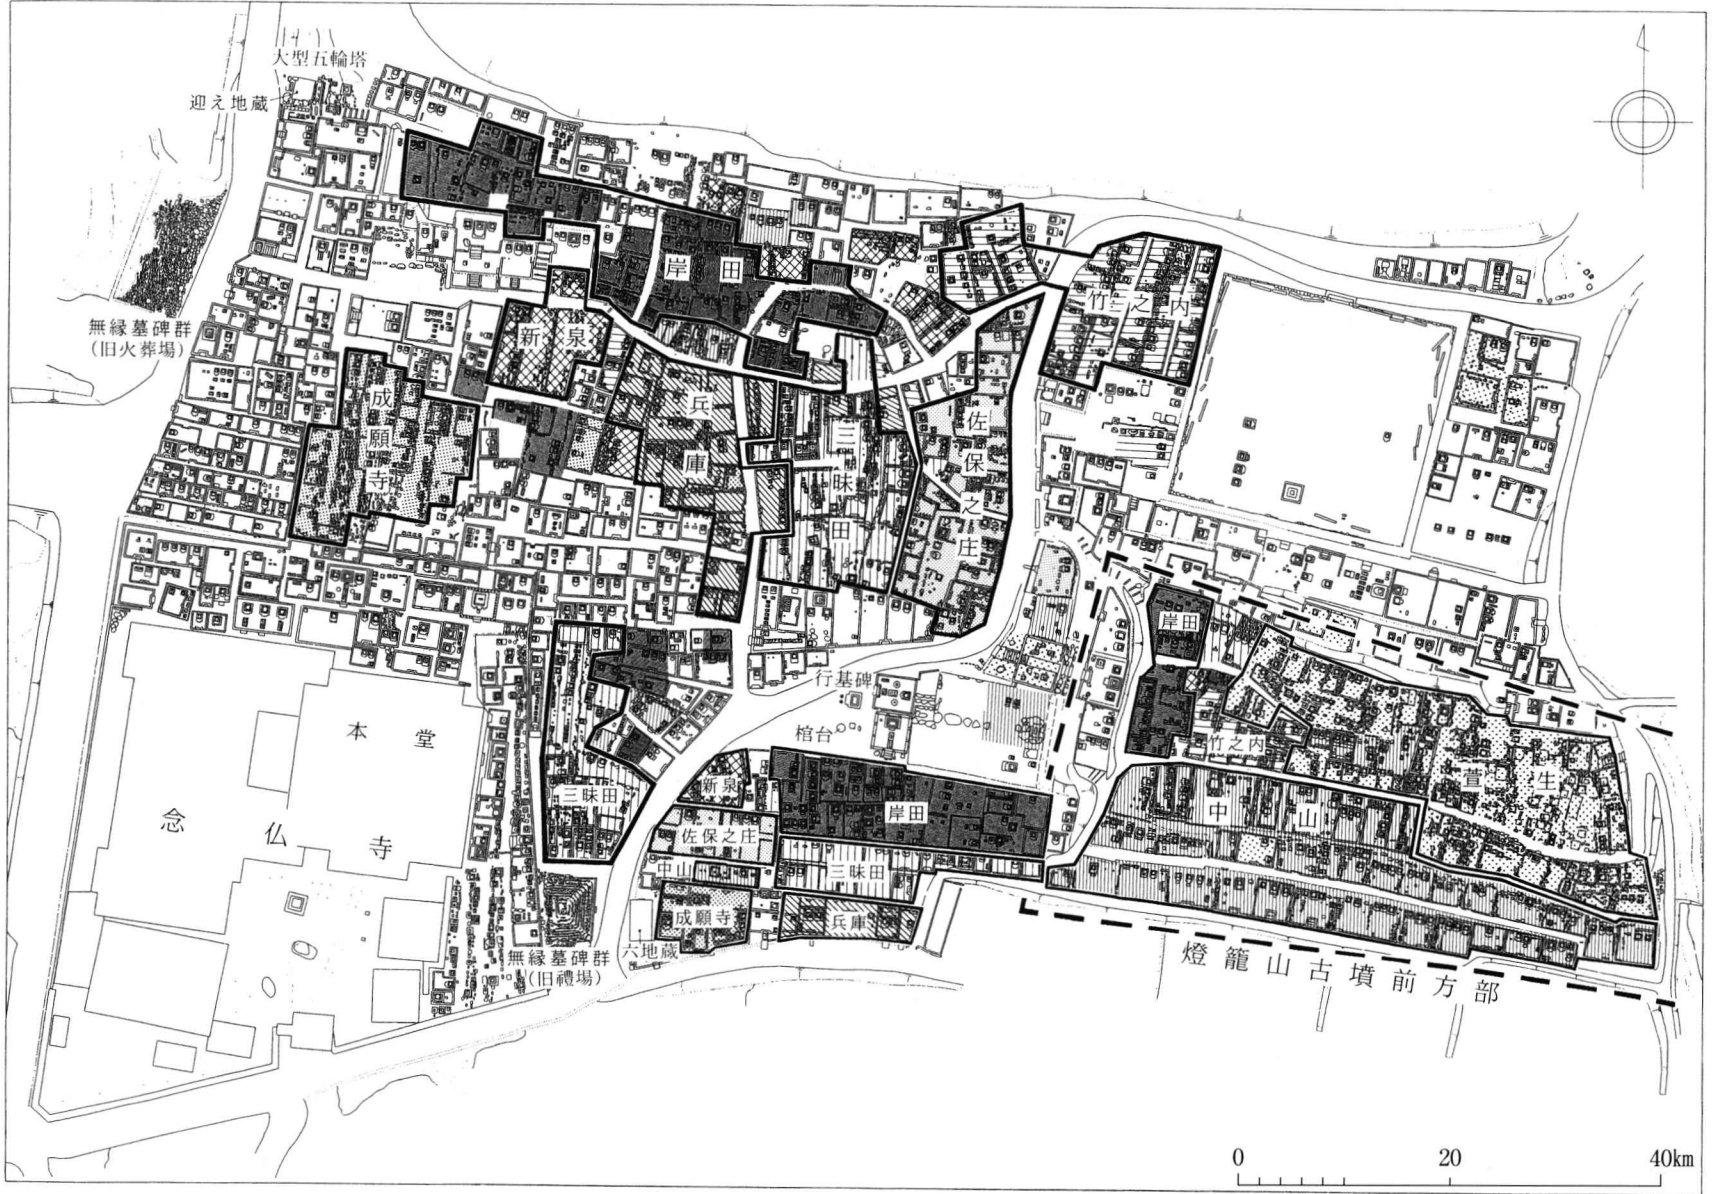 大型五輪塔
迎え地蔵
無縁墓碑群
(旧火葬場)
岸田
新泉
成願寺
兵庫
三昧田
佐保之庄
竹之内
岸田
竹之内
萱生
中山
行基碑
棺台
本堂
念仏寺
三昧田
新泉
岸田
佐保之庄
中山
三昧田
成願寺
兵庫
六地蔵
無縁墓碑群
(旧禮場)
燈籠山古墳前方部
0 20 40km